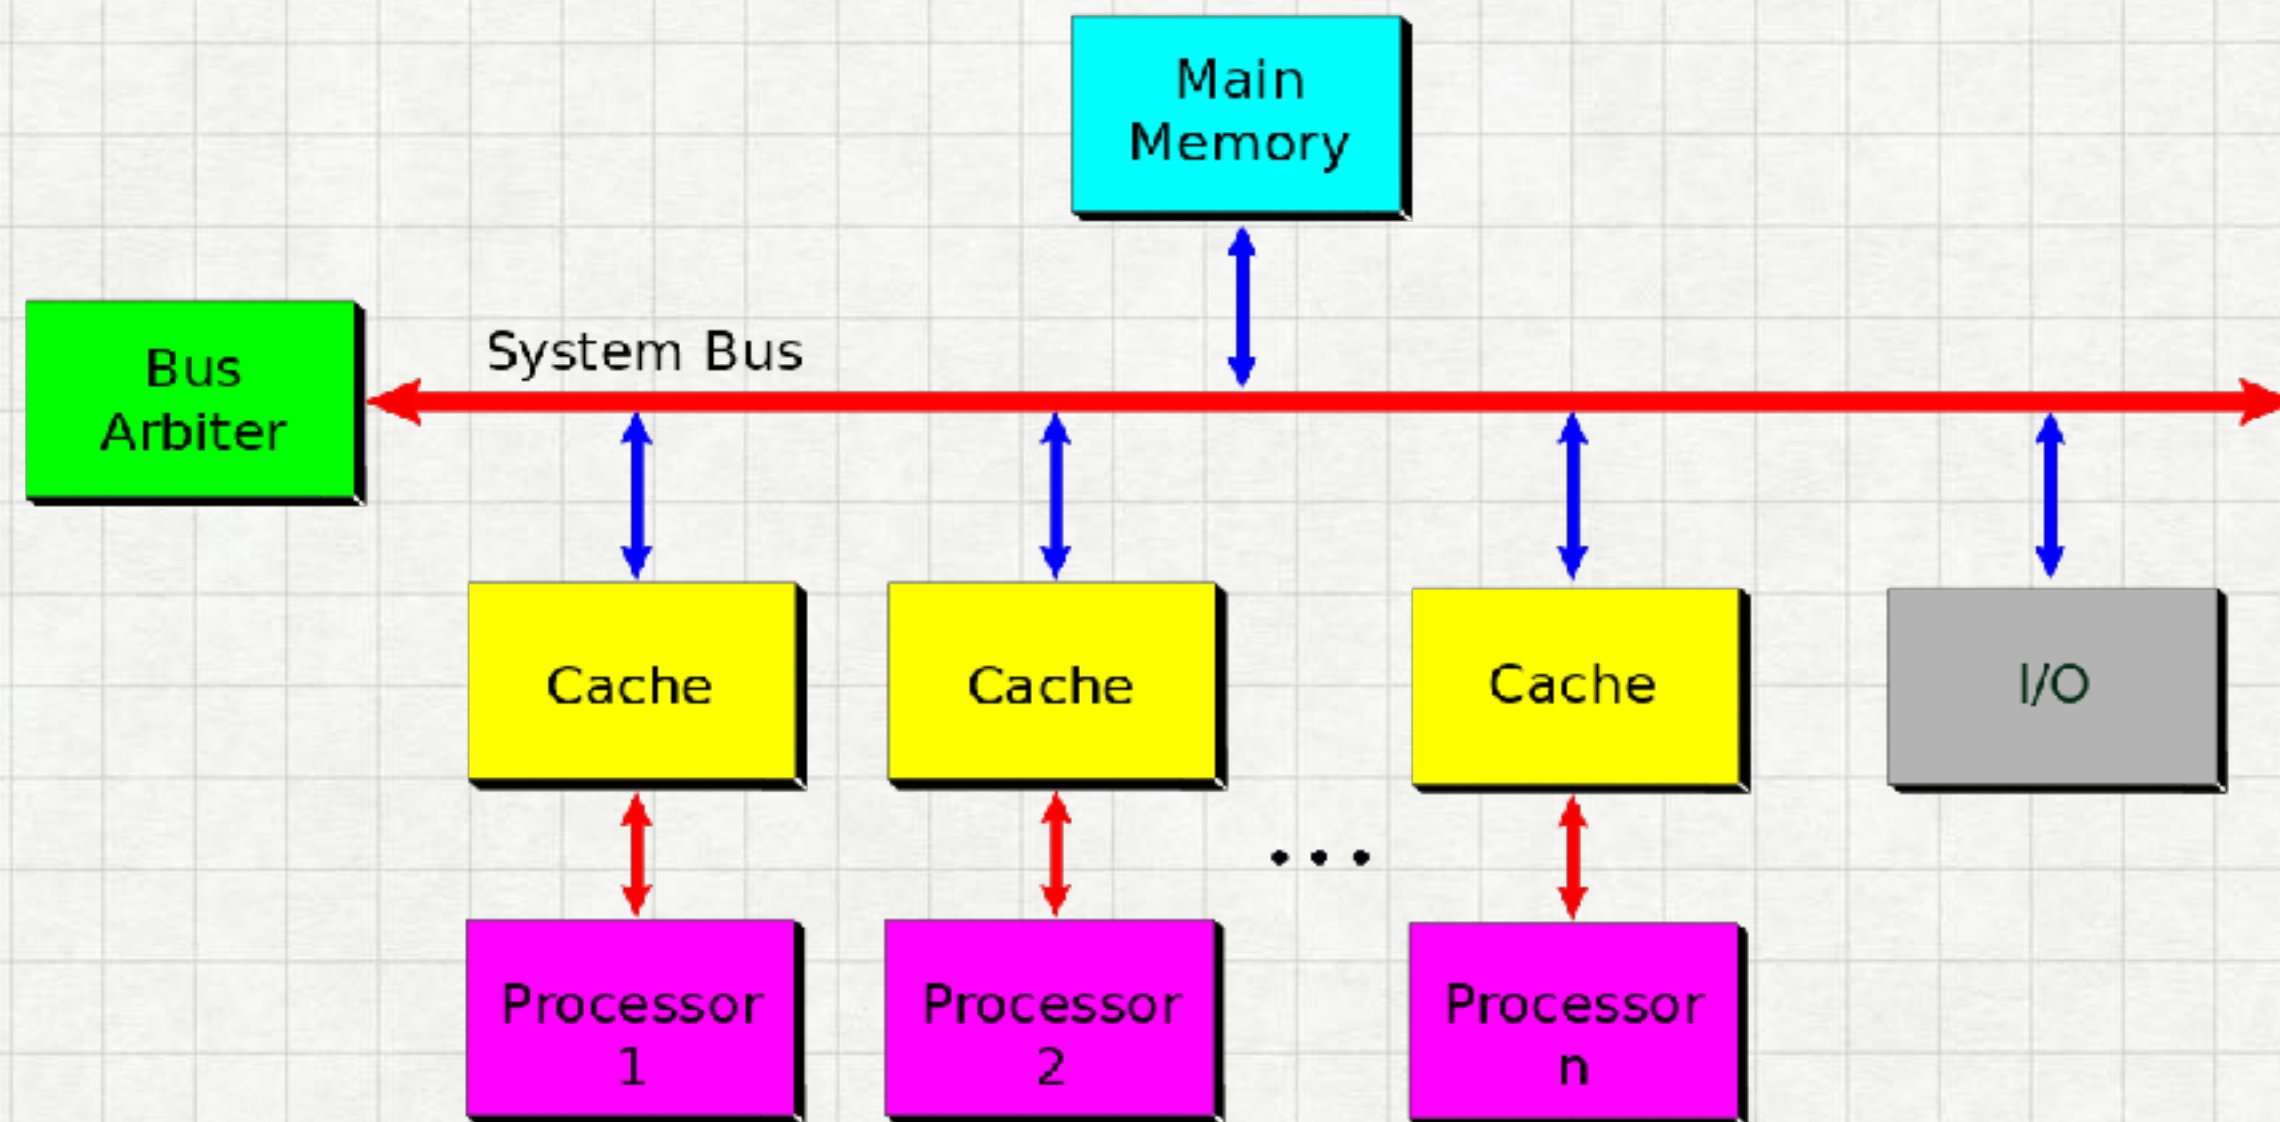 Main
Memory
System Bus
Bus
Arbiter
Cache
Cache
Cache
I/O
...
Processor
1
Processor
2
Processor
n